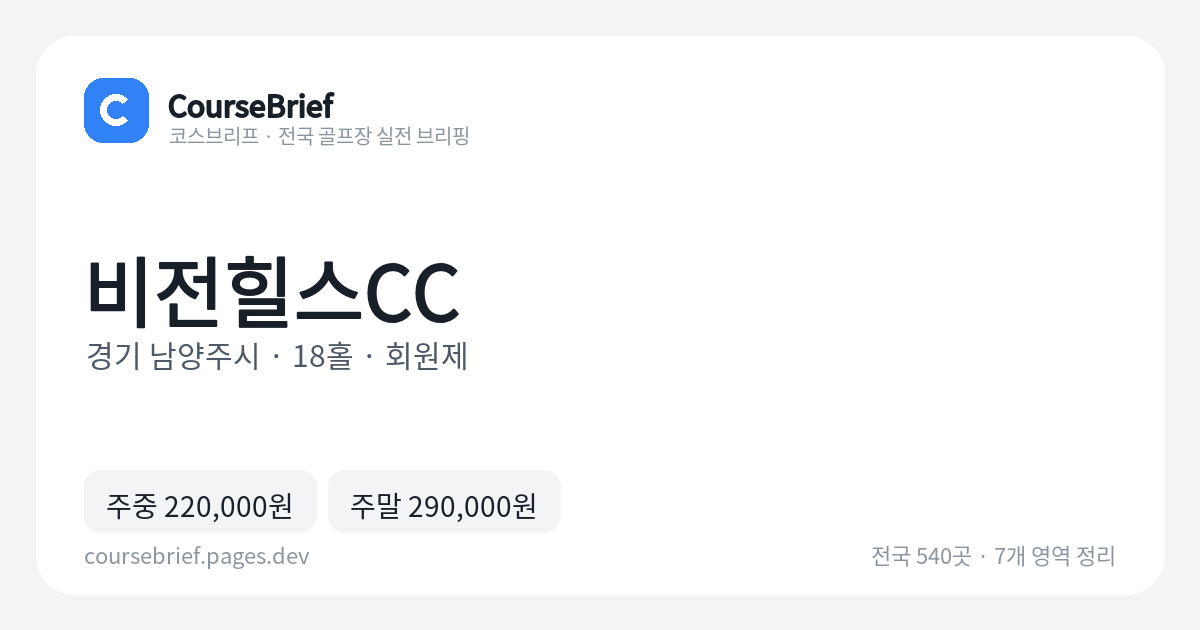 C
CourseBrief
코스브리프 · 전국 골프장 실전 브리핑
비전힐스CC
경기 남양주시 · 18홀 · 회원제
주중 220,000원
주말 290,000원
coursebrief.pages.dev
전국 540곳 · 7개 영역 정리